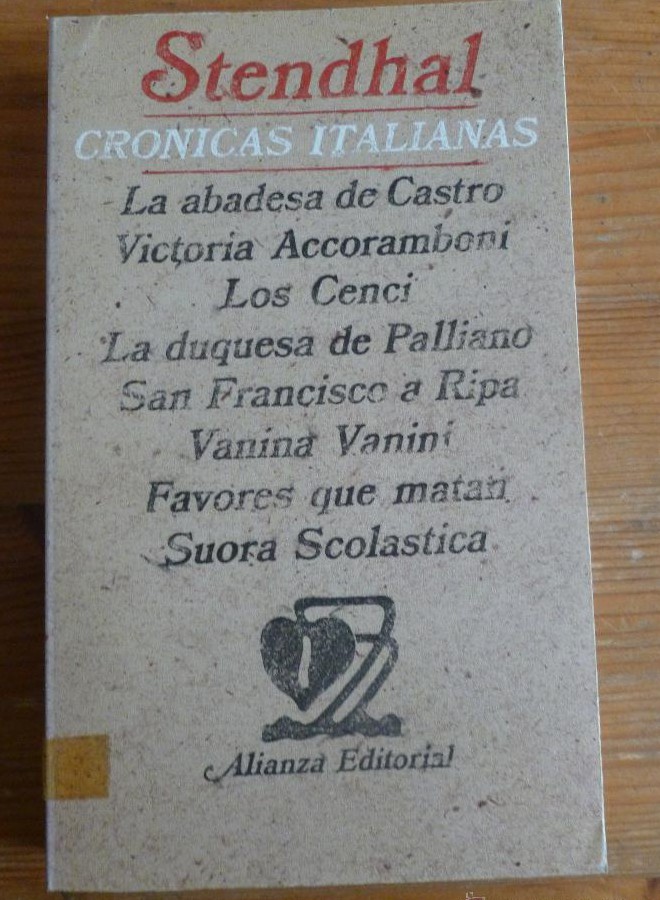 Stendhal
CRONICAS ITALIANAS
La abadesa de Castro
Victoria Accoramboni
Los Cenci
La duquesa de Palliano
San Francisco a Ripa
Vanina Vanini
Favores que matan
Suora Scolastica
Alianza Editorial